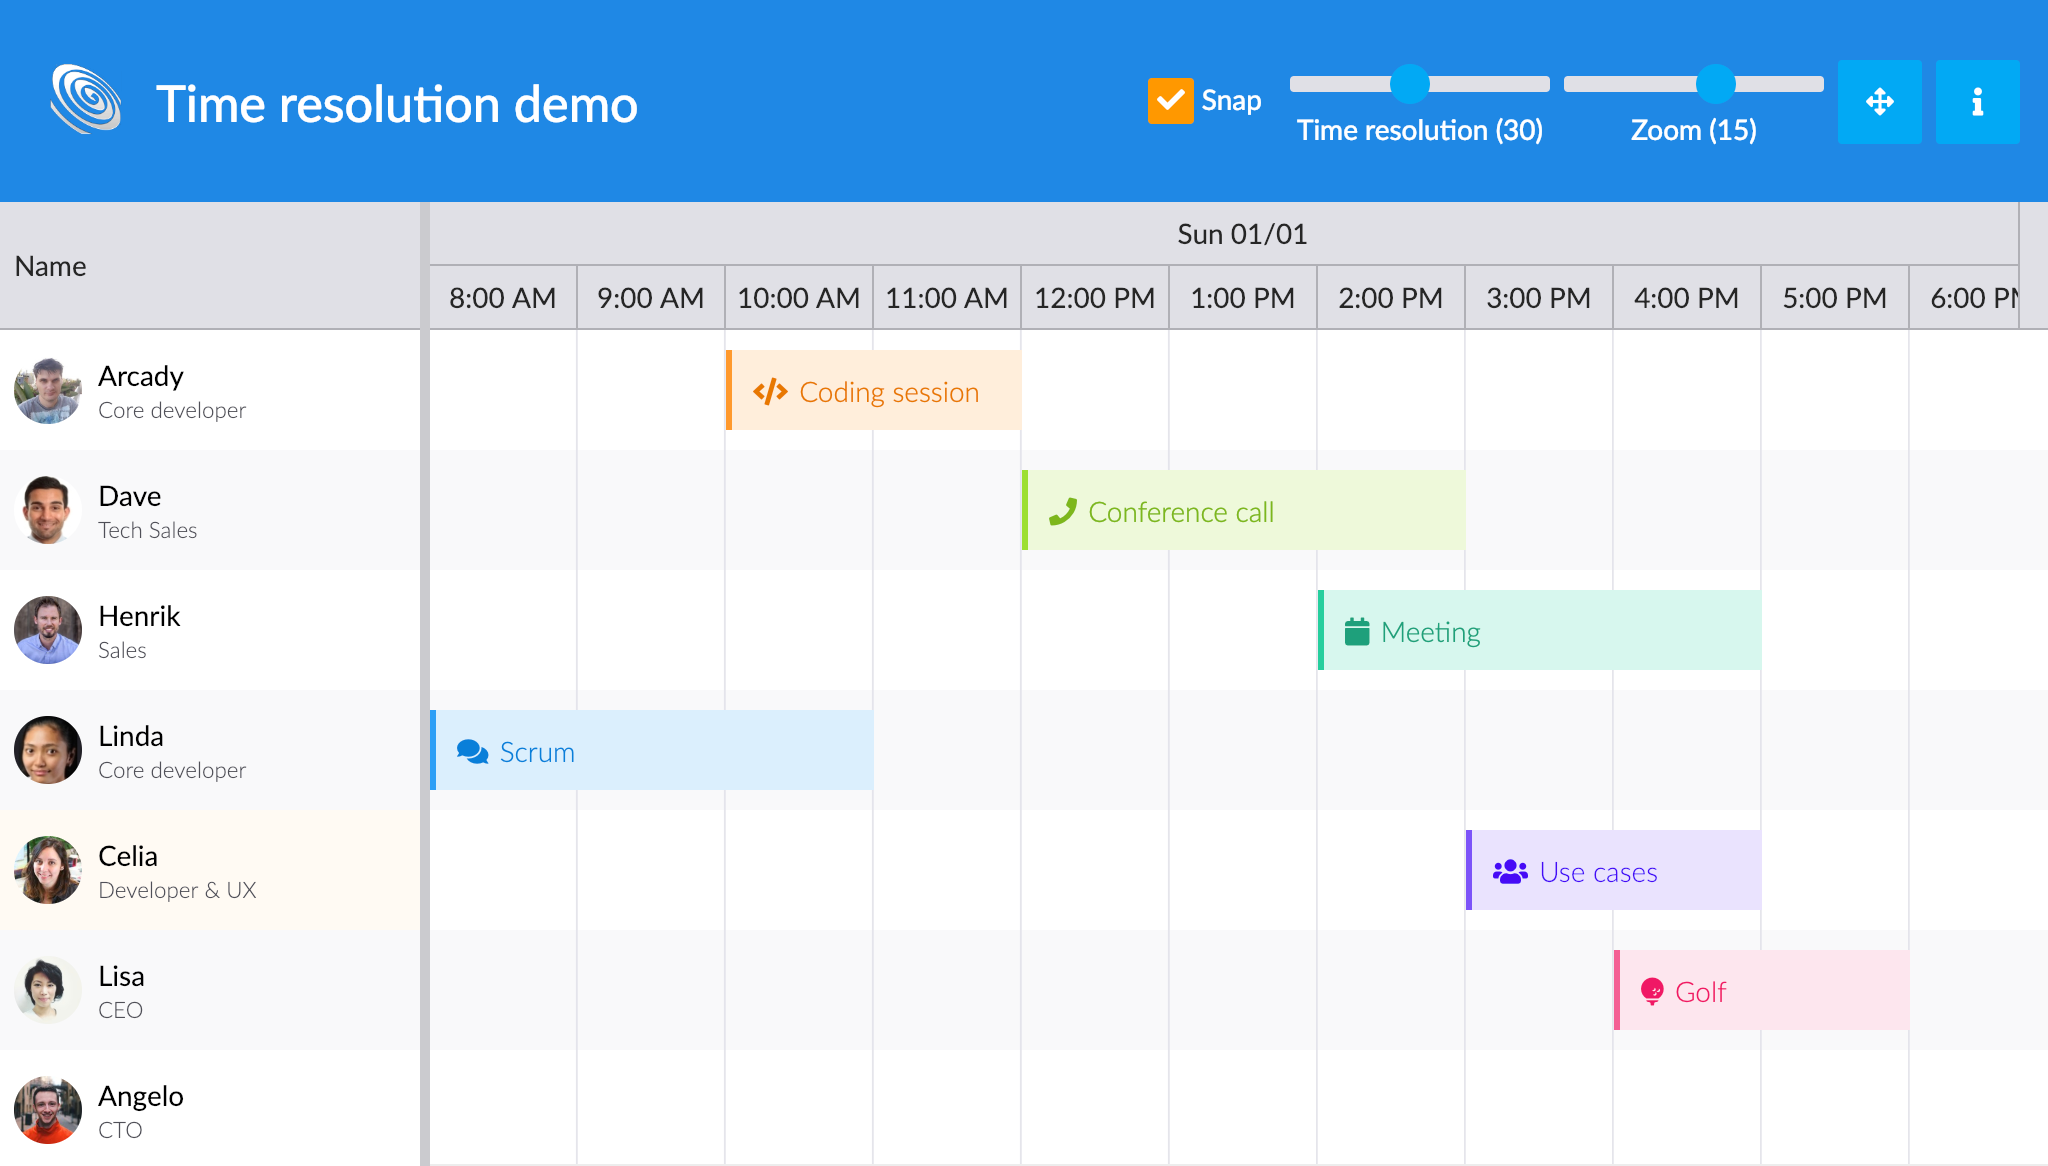 Time resolution demo
Snap
Time resolution (30)
Zoom (15)
Name
Sun 01/01
8:00 AM 9:00 AM 10:00 AM 11:00 AM 12:00 PM 1:00 PM 2:00 PM 3:00 PM 4:00 PM 5:00 PM 6:00 PM
Arcady
Core developer
Coding session
Dave
Tech Sales
Conference call
Henrik
Sales
Meeting
Linda
Core developer
Scrum
Celia
Developer & UX
Use cases
Lisa
CEO
Golf
Angelo
CTO